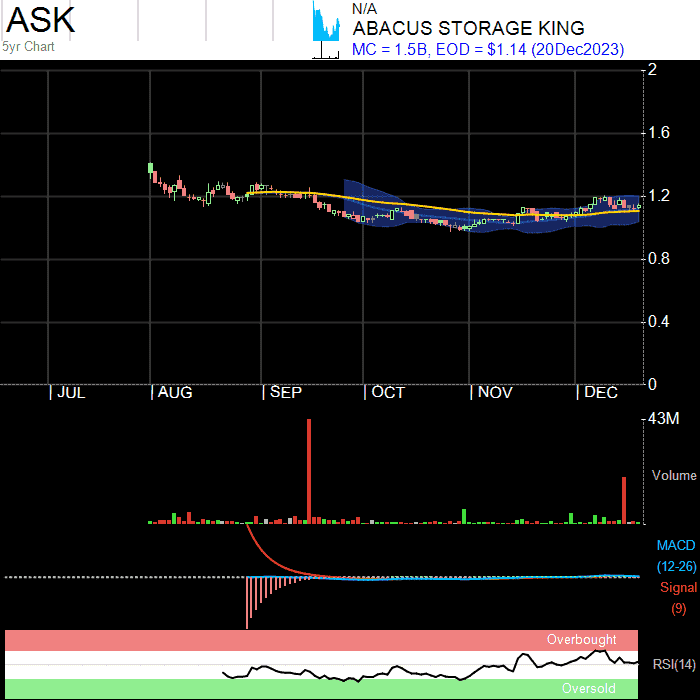 ASK
5yr Chart
N/A
ABACUS STORAGE KING
MC = 1.5B, EOD = $1.14 (20Dec2023)
2
1.6
1.2
0.8
0.4
0
JUL AUG SEP OCT NOV DEC
43M
Volume
MACD
(12-26)
Signal
(9)
Overbought
RSI(14)
Oversold